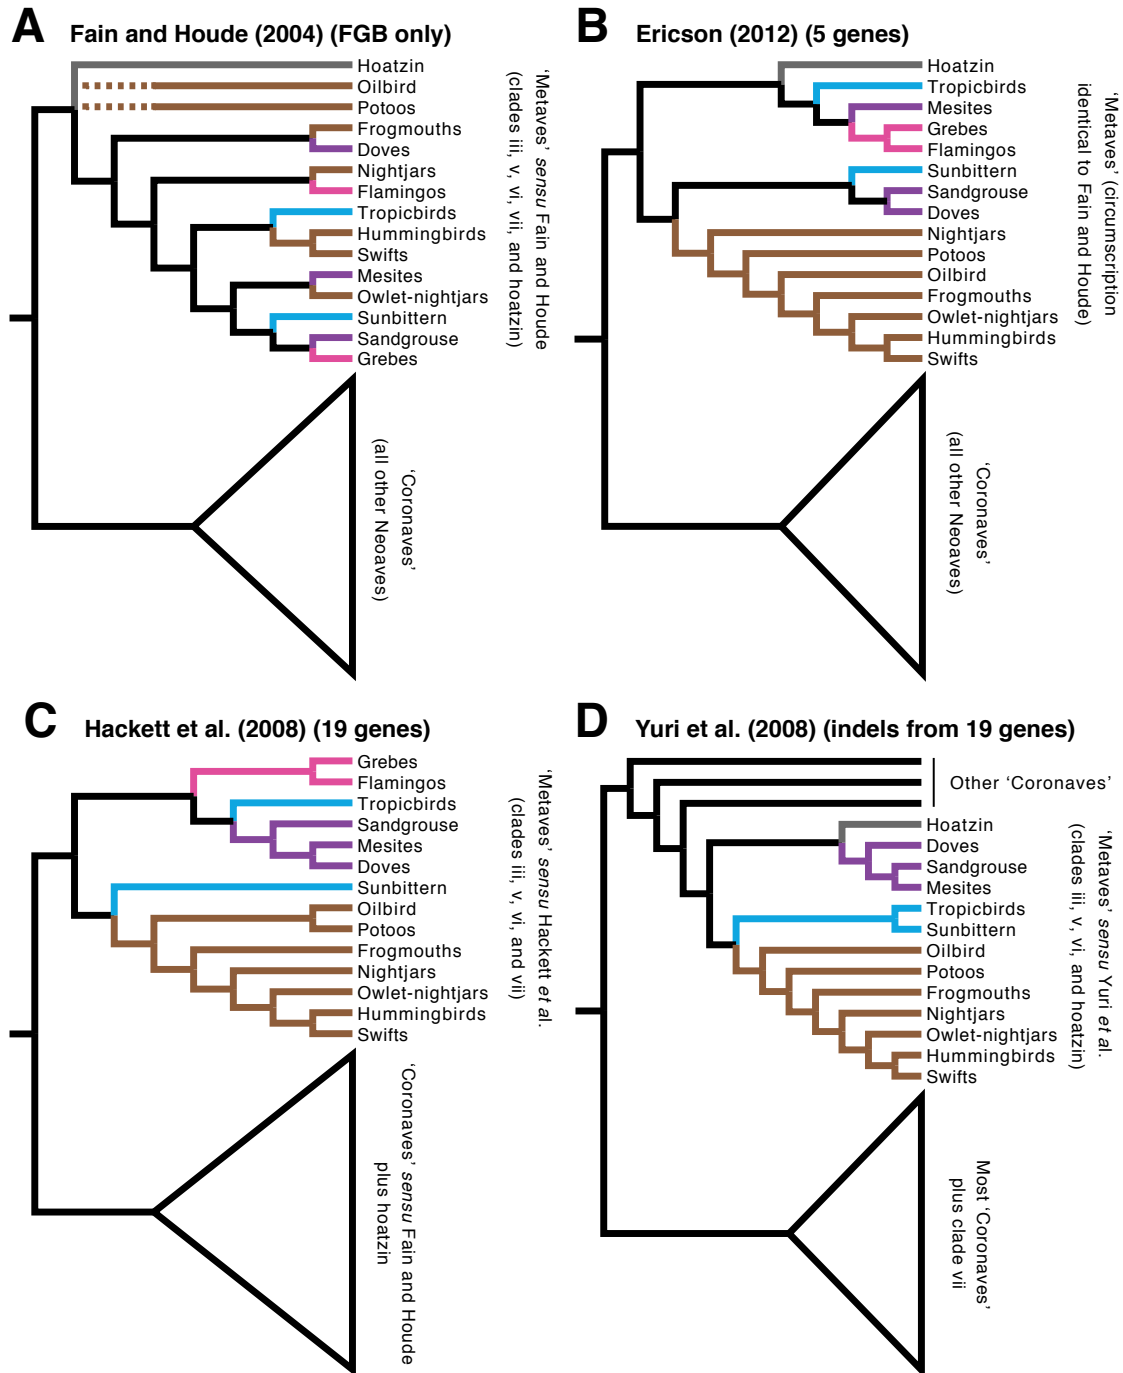 A Fain and Houde (2004) (FGB only)
Hoatzin
Oilbird
Potoos
Frogmouths
Doves
Nightjars
Flamingos
Tropicbirds
Hummingbirds
Swifts
Mesites
Owlet-nightjars
Sunbittern
Sandgrouse
Grebes
‘Metaves’ sensu Fain and Houde
(clades iii, v, vi, vii, and hoatzin)
‘Coronaves’
(all other Neoaves)
B Ericson (2012) (5 genes)
Hoatzin
Tropicbirds
Mesites
Grebes
Flamingos
Sunbittern
Sandgrouse
Doves
Nightjars
Potoos
Oilbird
Frogmouths
Owlet-nightjars
Hummingbirds
Swifts
‘Metaves’ (circumscription
identical to Fain and Houde)
‘Coronaves’
(all other Neoaves)
C Hackett et al. (2008) (19 genes)
Grebes
Flamingos
Tropicbirds
Sandgrouse
Mesites
Doves
Sunbittern
Oilbird
Potoos
Frogmouths
Nightjars
Owlet-nightjars
Hummingbirds
Swifts
‘Metaves’ sensu Hackett et al.
(clades iii, v, vi, and vii)
‘Coronaves’ sensu Fain and Houde
plus hoatzin
D Yuri et al. (2008) (indels from 19 genes)
Other ‘Coronaves’
Hoatzin
Doves
Sandgrouse
Mesites
Tropicbirds
Sunbittern
Oilbird
Potoos
Frogmouths
Nightjars
Owlet-nightjars
Hummingbirds
Swifts
‘Metaves’ sensu Yuri et al.
(clades iii, v, vi, and hoatzin)
Most ‘Coronaves’
plus clade vii